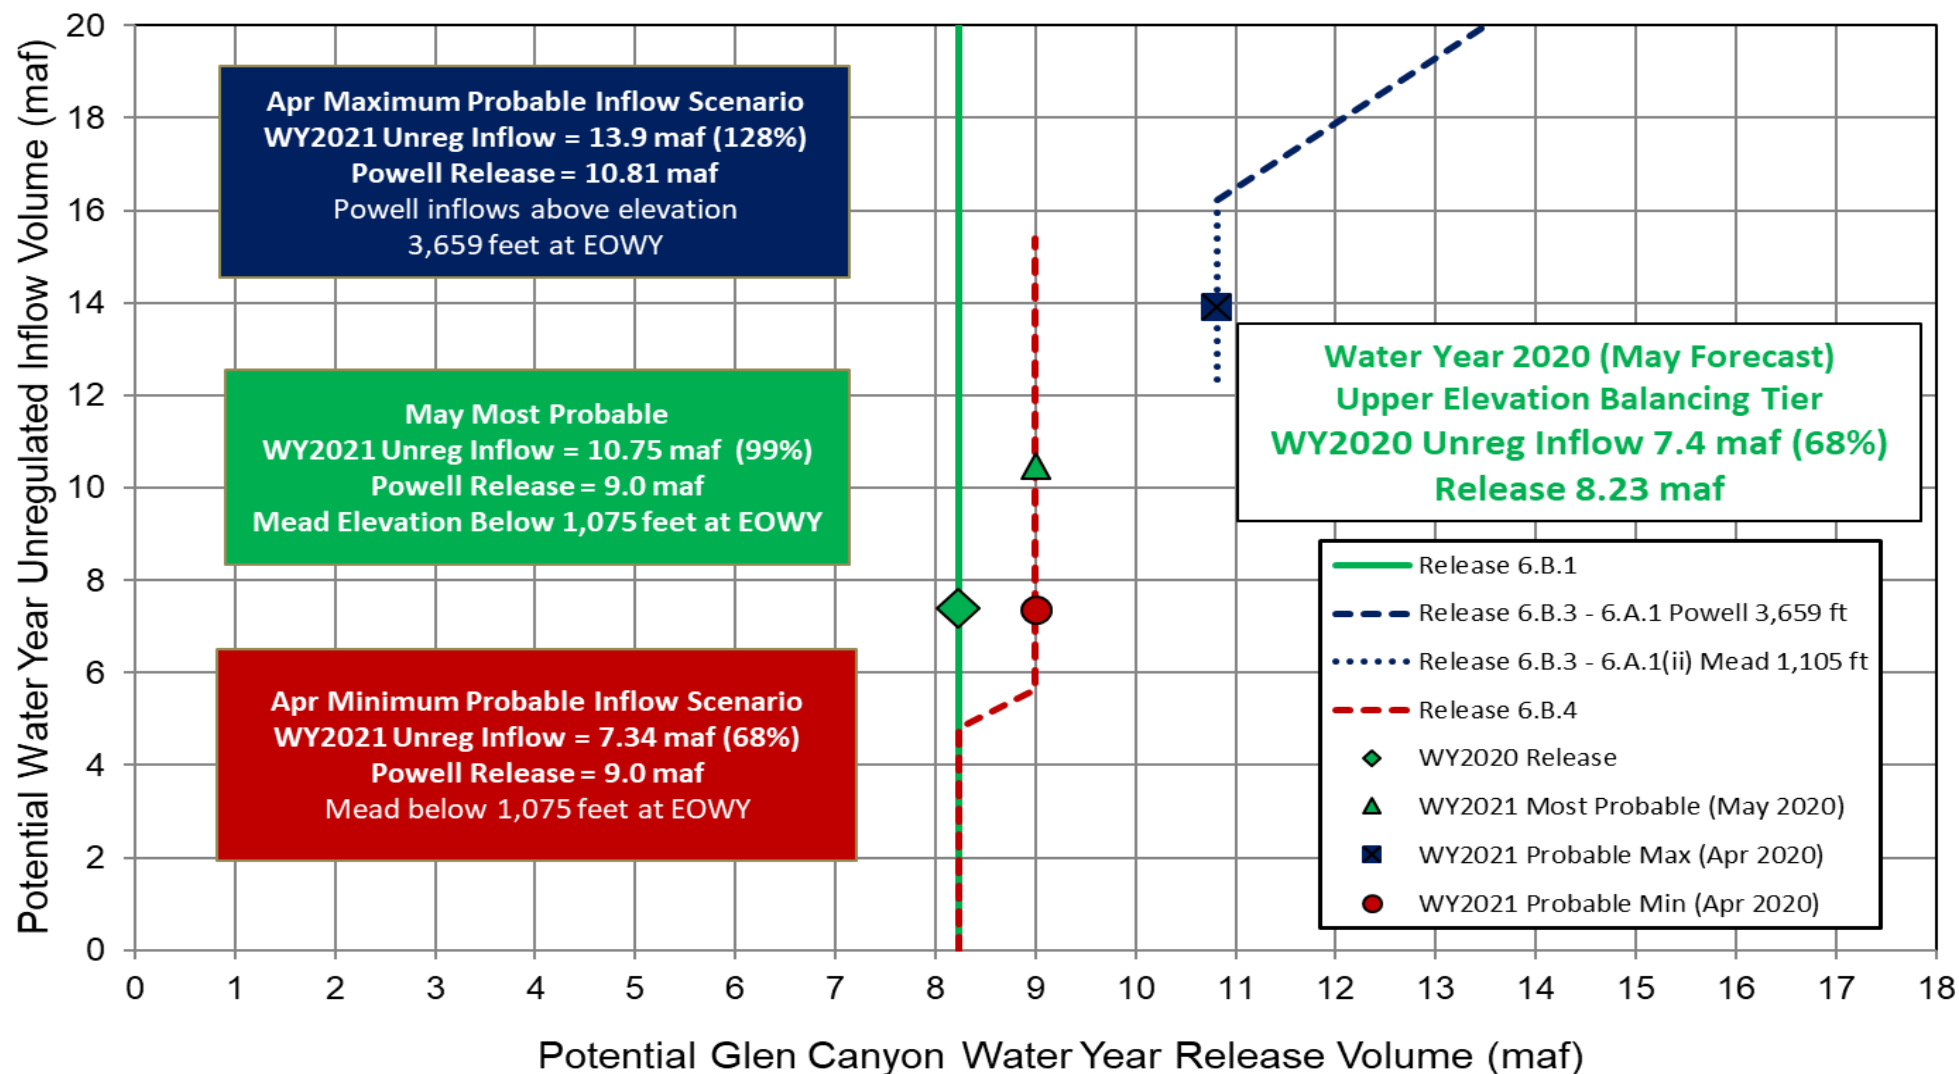 Potential Water Year Unregulated Inflow Volume (maf)
20
18
16
14
12
10
8
6
4
2
0
Apr Maximum Probable Inflow Scenario
WY2021 Unreg Inflow = 13.9 maf (128%)
Powell Release = 10.81 maf
Powell inflows above elevation
3,659 feet at EOWY
May Most Probable
WY2021 Unreg Inflow = 10.75 maf (99%)
Powell Release = 9.0 maf
Mead Elevation Below 1,075 feet at EOWY
Apr Minimum Probable Inflow Scenario
WY2021 Unreg Inflow = 7.34 maf (68%)
Powell Release = 9.0 maf
Mead below 1,075 feet at EOWY
Water Year 2020 (May Forecast)
Upper Elevation Balancing Tier
WY2020 Unreg Inflow 7.4 maf (68%)
Release 8.23 maf
Release 6.B.1
Release 6.B.3 - 6.A.1 Powell 3,659 ft
Release 6.B.3 - 6.A.1(ii) Mead 1,105 ft
Release 6.B.4
WY2020 Release
WY2021 Most Probable (May 2020)
WY2021 Probable Max (Apr 2020)
WY2021 Probable Min (Apr 2020)
0 1 2 3 4 5 6 7 8 9 10 11 12 13 14 15 16 17 18
Potential Glen Canyon Water Year Release Volume (maf)